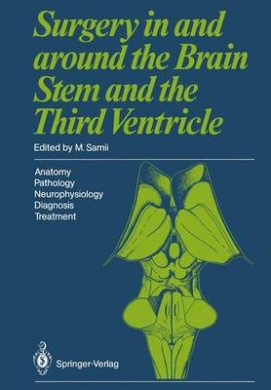 Surgery in and
around the Brain
Stem and the
Third Ventricle
Edited by M. Samii
Anatomy
Pathology
Neurophysiology
Diagnosis
Treatment
Springer-Verlag